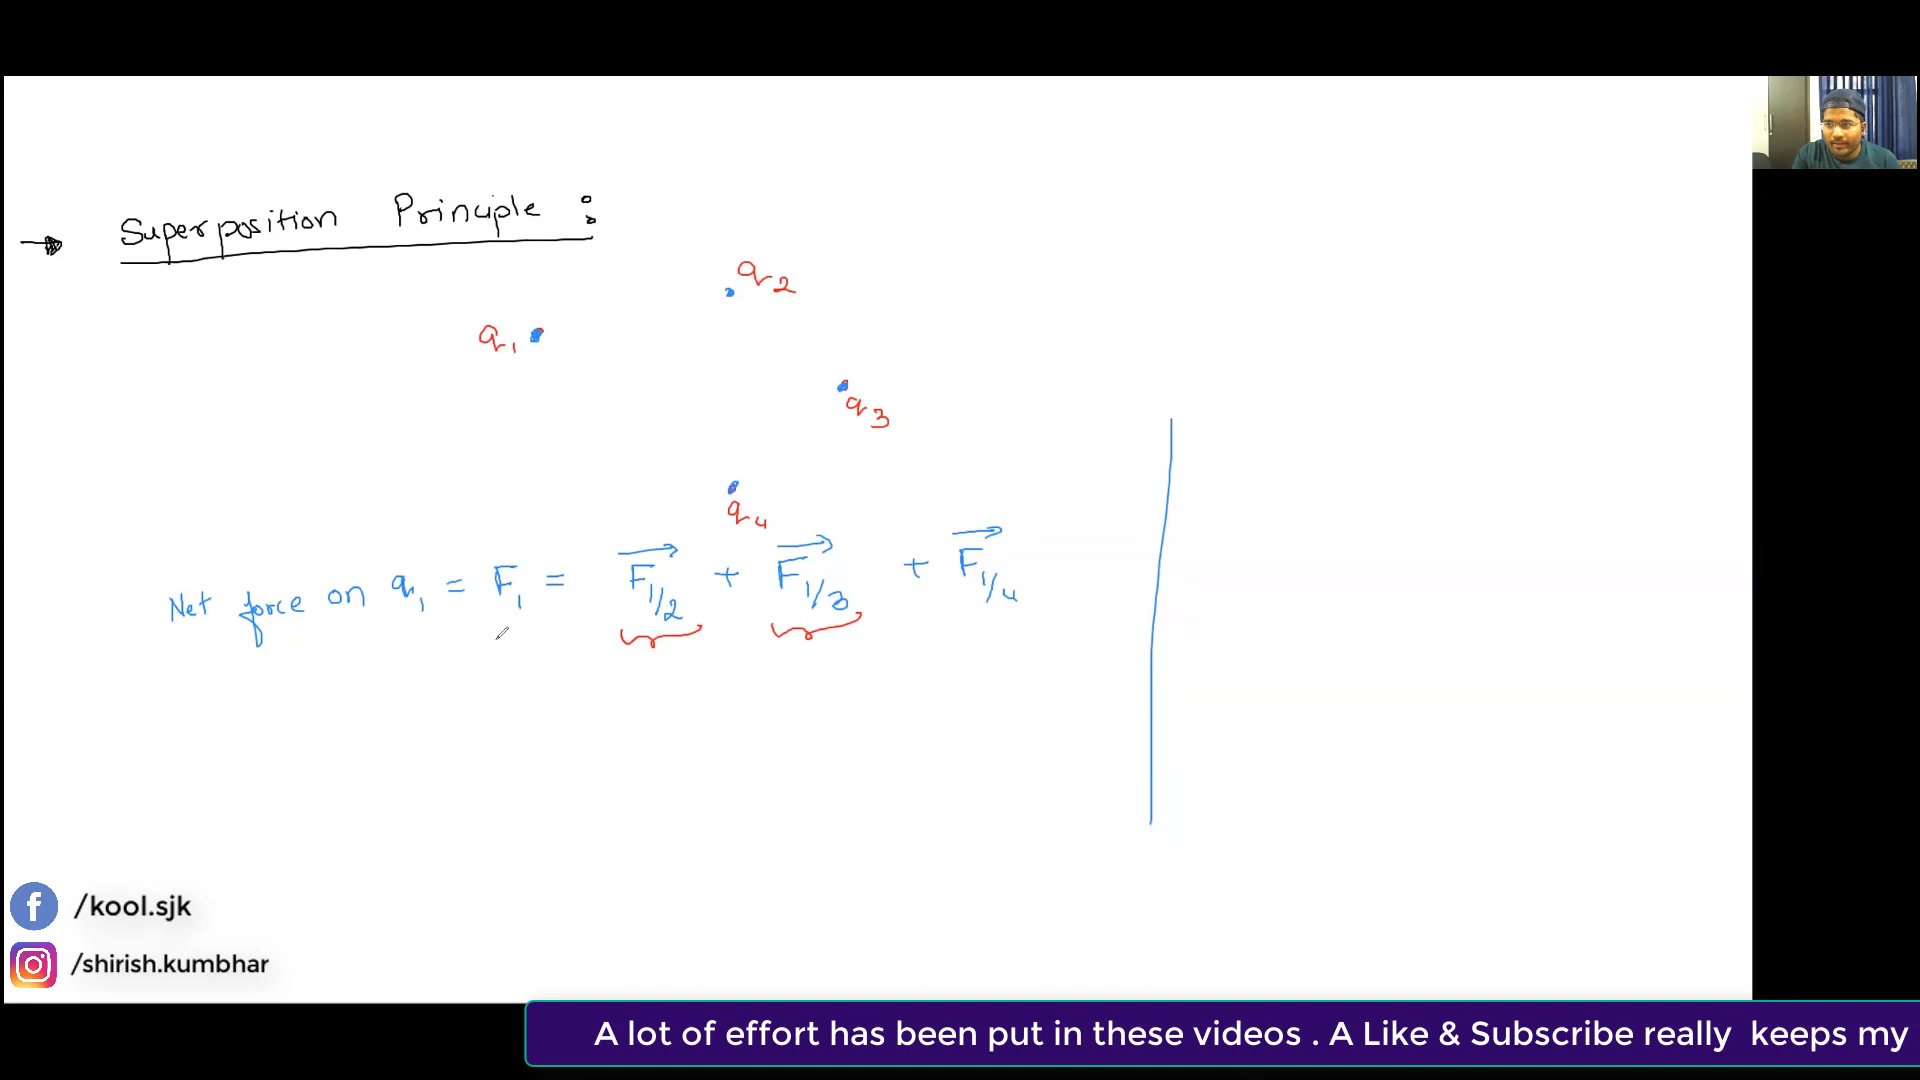 → Superposition Principle :
q2
q1
q3
q4
Net force on q1 = F1 = F1/2 + F1/3 + F1/4
/kool.sjk
/shirish.kumbhar
A lot of effort has been put in these videos . A Like & Subscribe really keeps my